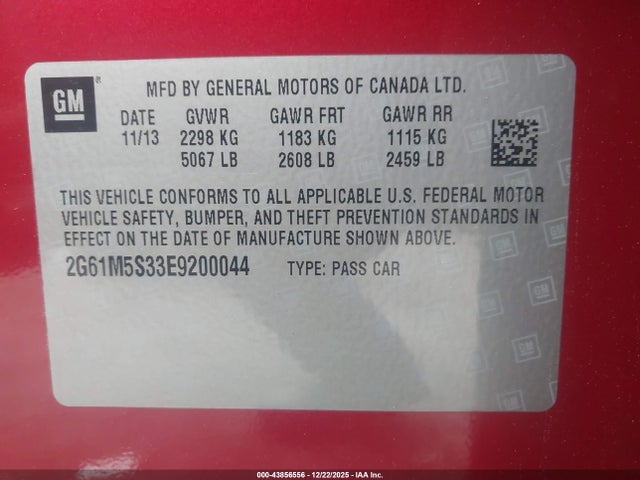 GM®
MFD BY GENERAL MOTORS OF CANADA LTD.
DATE GVWR GAWR FRT GAWR RR
11/13 2298 KG 1183 KG 1115 KG
5067 LB 2608 LB 2459 LB
THIS VEHICLE CONFORMS TO ALL APPLICABLE U.S. FEDERAL MOTOR
VEHICLE SAFETY, BUMPER, AND THEFT PREVENTION STANDARDS IN
EFFECT ON THE DATE OF MANUFACTURE SHOWN ABOVE.
2G61M5S33E9200044 TYPE: PASS CAR
000-43856556 - 12/22/2025 - IAA Inc.